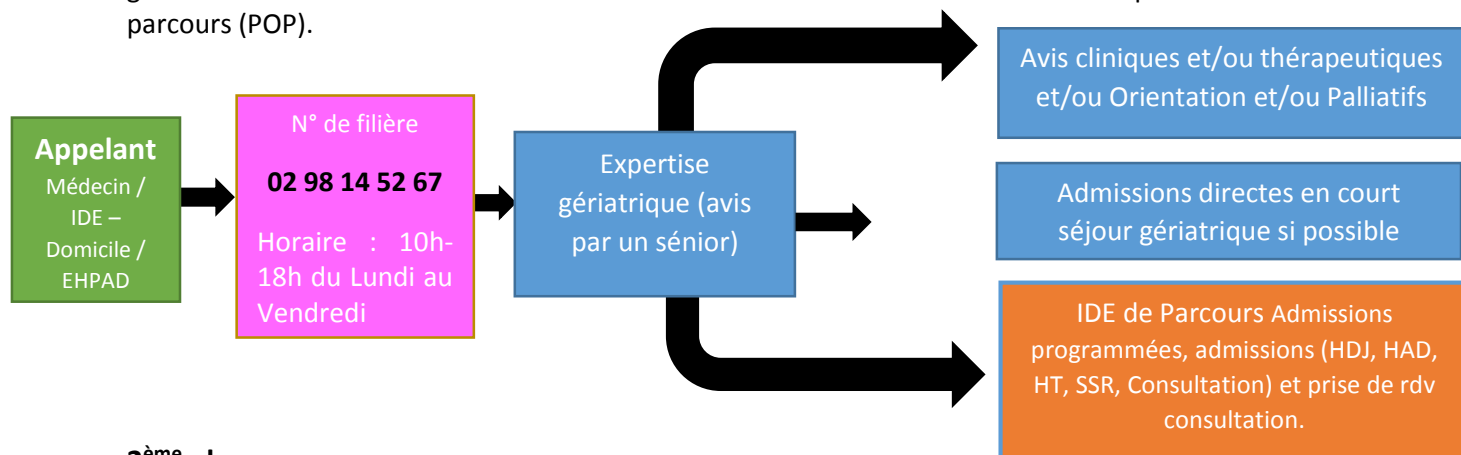 parcours (POP).
Appelant
Médecin /
IDE –
Domicile /
EHPAD
N° de filière
02 98 14 52 67
Horaire : 10h-
18h du Lundi au
Vendredi
Expertise
gériatrique (avis
par un sénior)
Avis cliniques et/ou thérapeutiques
et/ou Orientation et/ou Palliatifs
Admissions directes en court
séjour gériatrique si possible
IDE de Parcours Admissions
programmées, admissions (HDJ, HAD,
HT, SSR, Consultation) et prise de rdv
consultation.